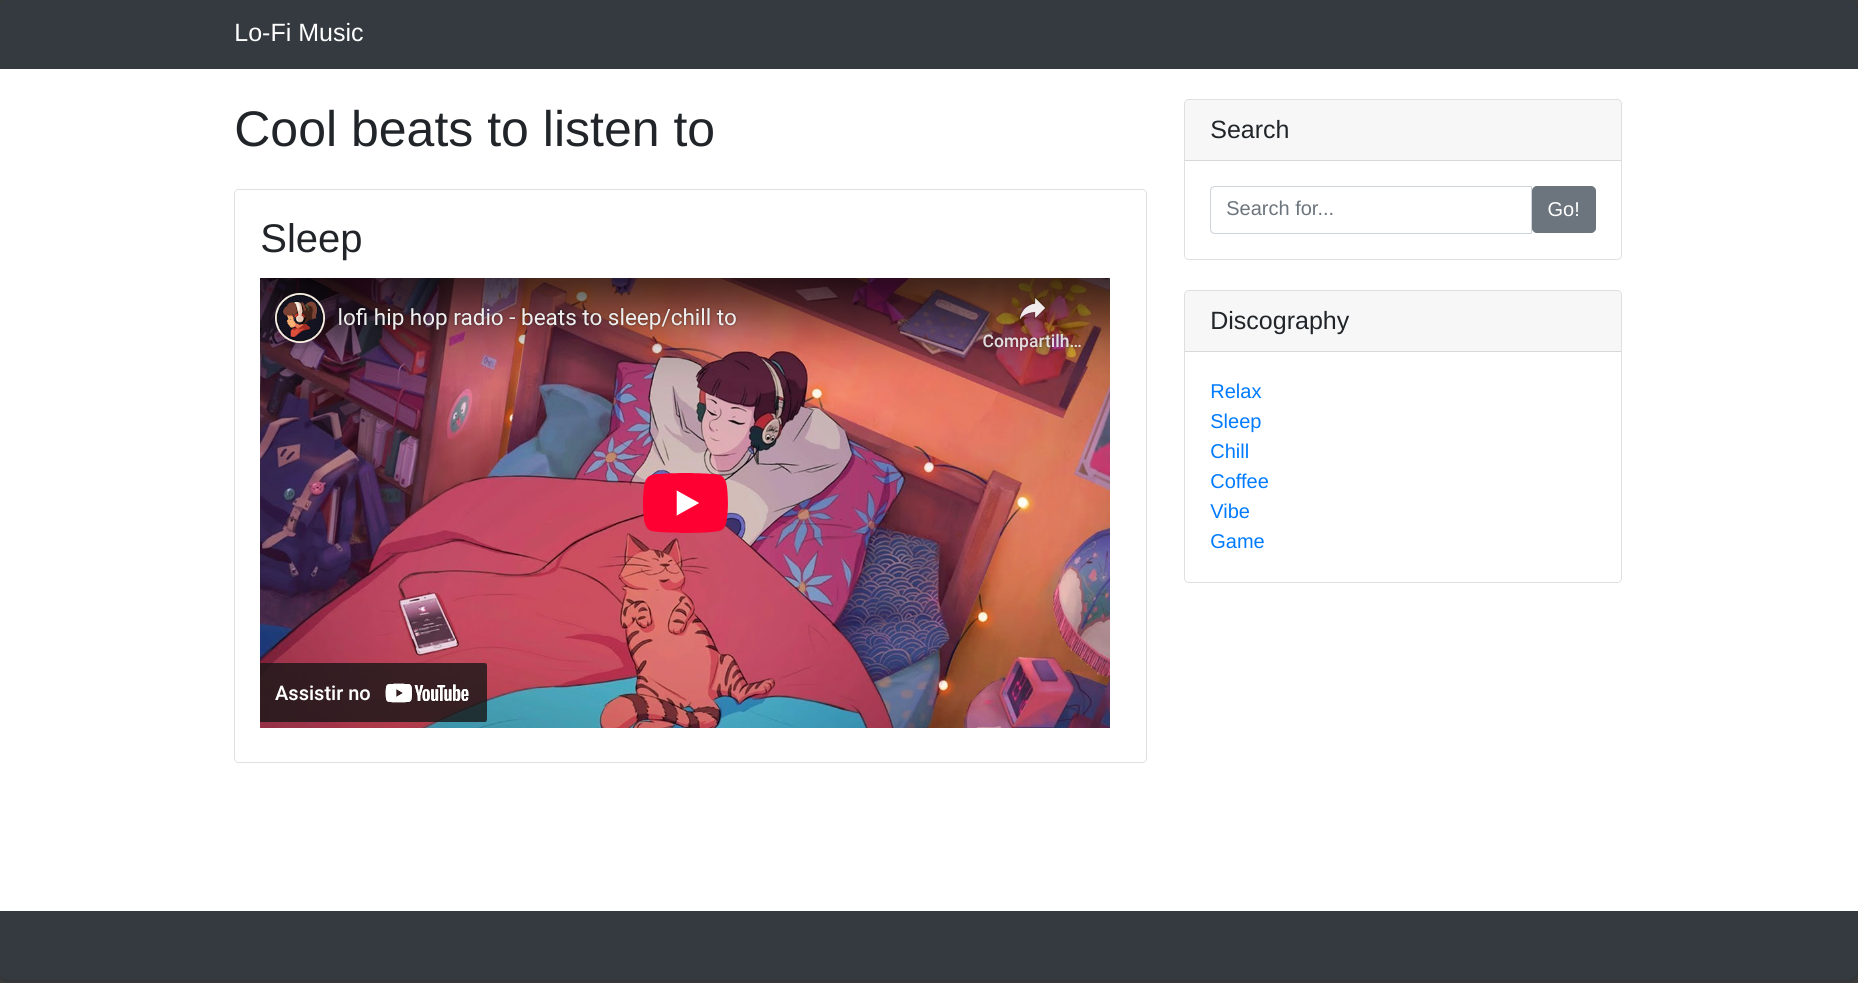 Lo-Fi Music
Cool beats to listen to
Sleep
lofi hip hop radio - beats to sleep/chill to
Compartilh...
Assistir no YouTube
Search
Search for...
Go!
Discography
Relax
Sleep
Chill
Coffee
Vibe
Game